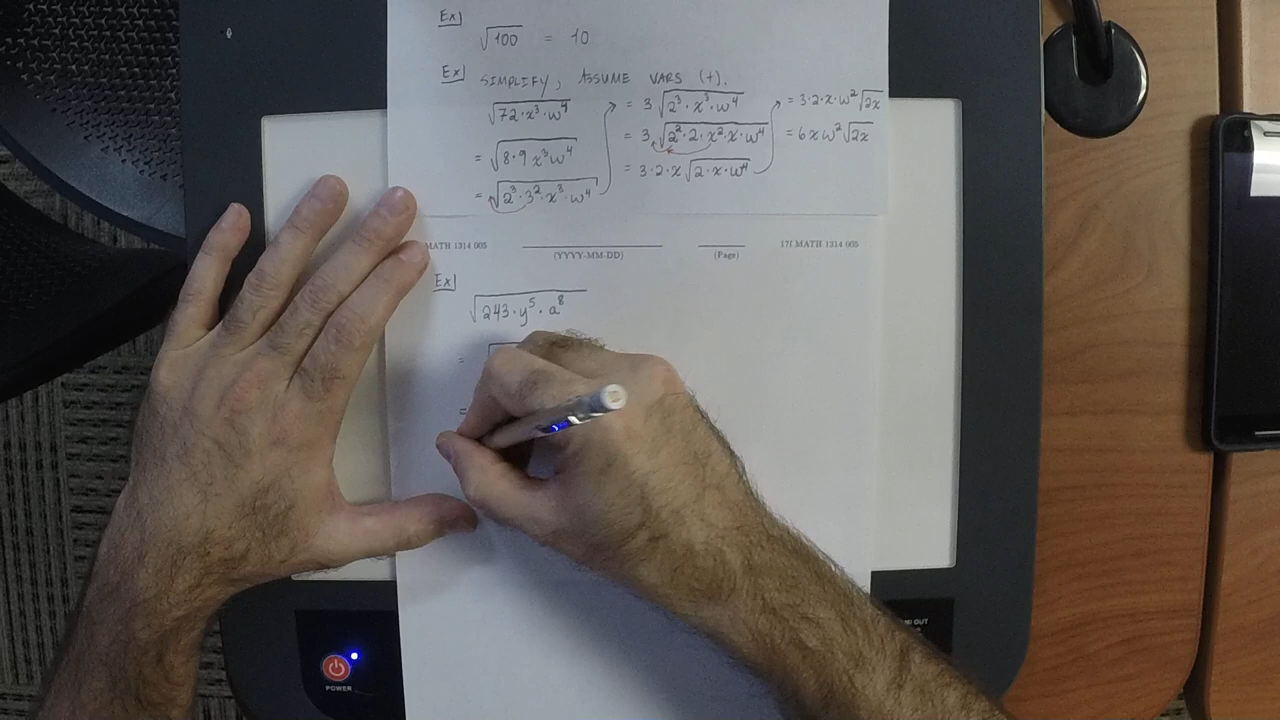 Ex)
√100 = 10
Ex) SIMPLIFY, ASSUME VARS (+).
√72·x³·w⁴
= √8·9 x³w⁴
= √2³·3²·x³·w⁴
= 3 √2³·x³·w⁴
= 3 √2²·2·x²·x·w⁴
= 3·2·x √2·x·w⁴
= 3·2·x·w² √2x
= 6xw² √2x
MATH 1314 005
(YYYY-MM-DD)
(Page)
17f MATH 1314 005
Ex)
√243·y⁵·a⁸
=
=
POWER
OUT